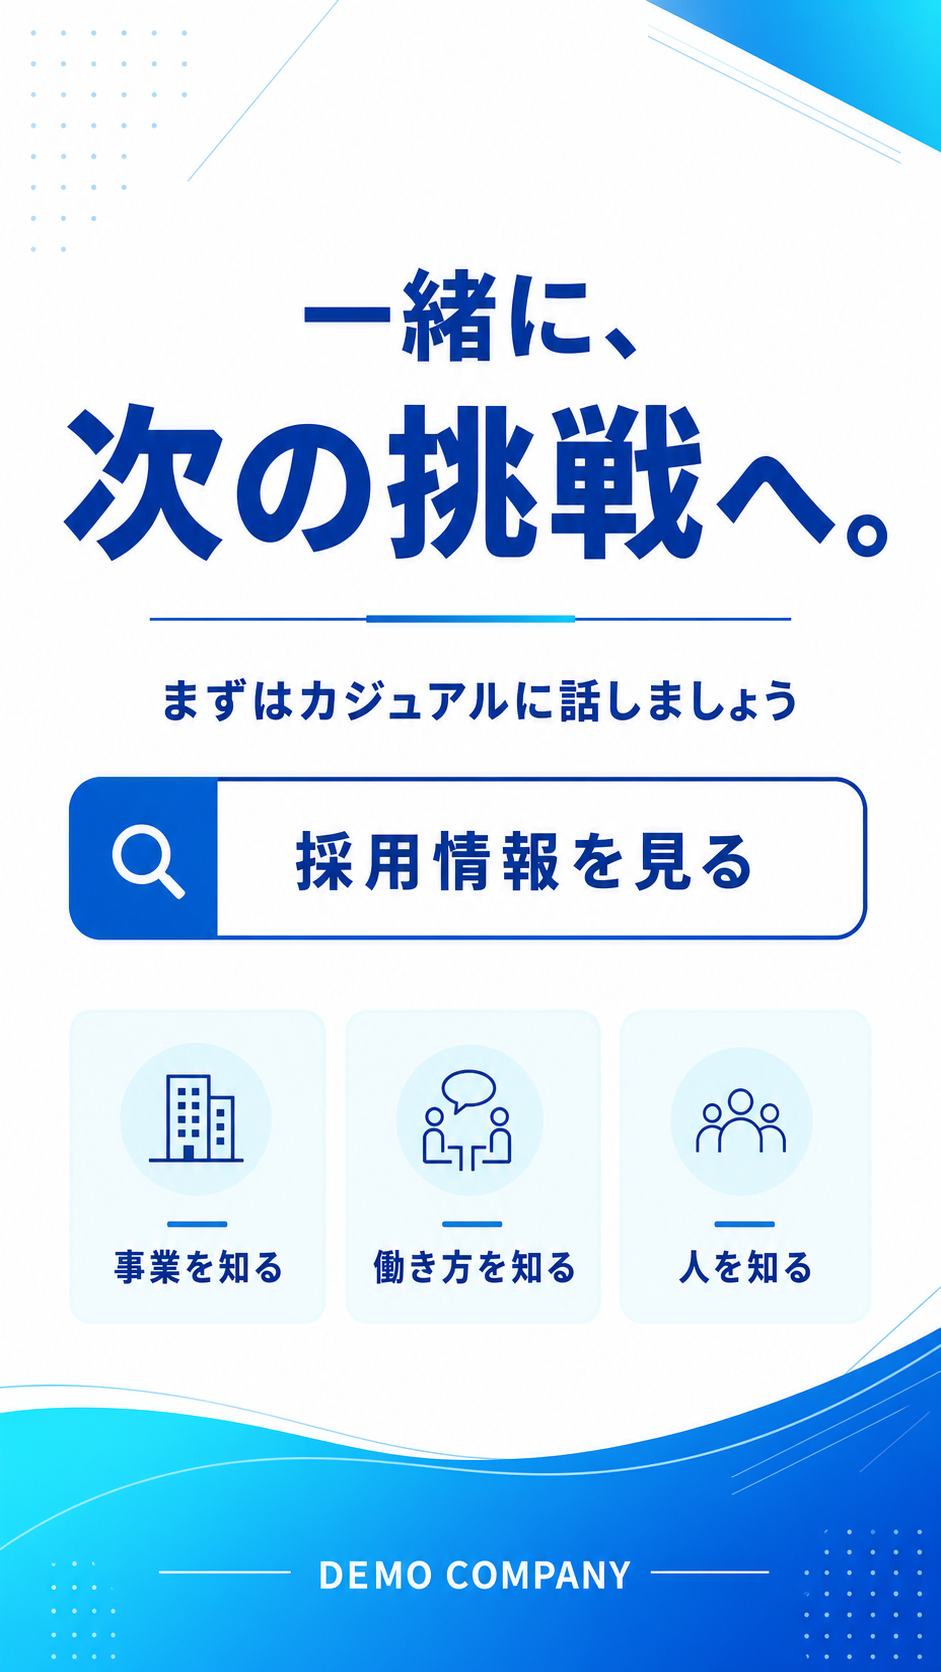 一緒に、
次の挑戦へ。
まずはカジュアルに話しましょう
採用情報を見る
事業を知る
働き方を知る
人を知る
DEMO COMPANY